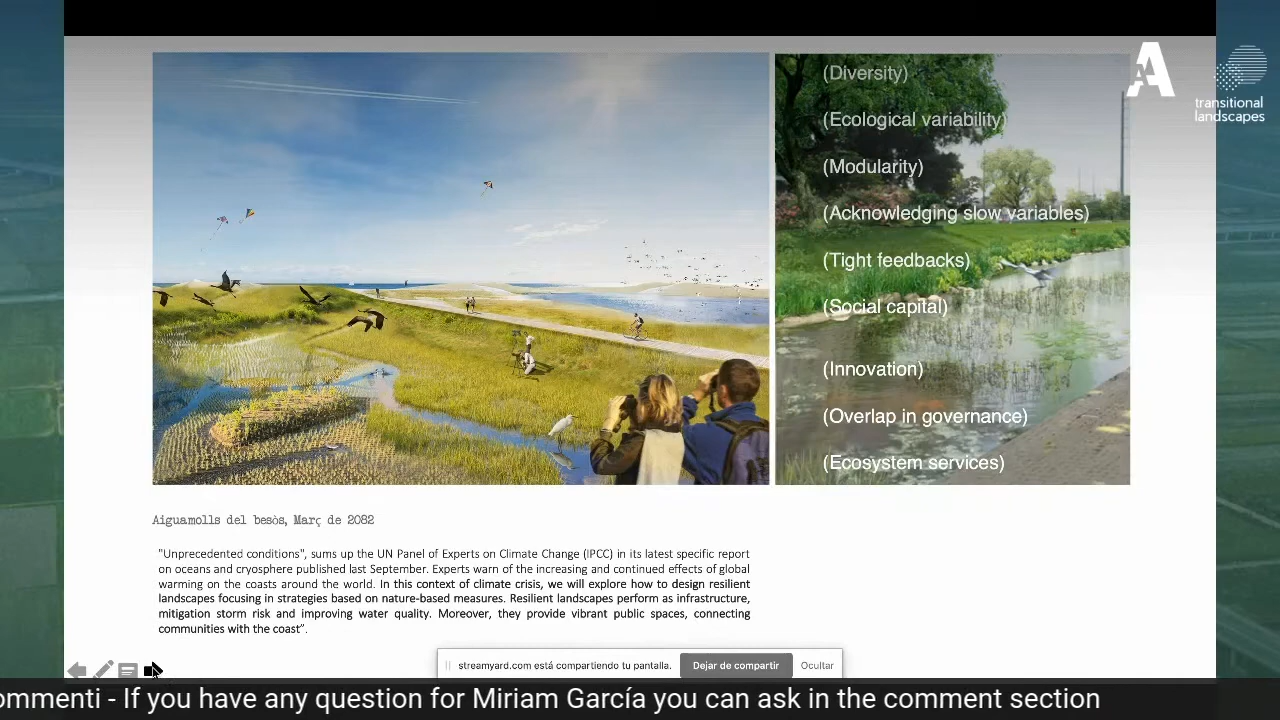 (Diversity)
(Ecological variability)
(Modularity)
(Acknowledging slow variables)
(Tight feedbacks)
(Social capital)
(Innovation)
(Overlap in governance)
(Ecosystem services)
A
transitional
landscapes
Aiguamolls del besòs, Març de 2082
"Unprecedented conditions", sums up the UN Panel of Experts on Climate Change (IPCC) in its latest specific report
on oceans and cryosphere published last September. Experts warn of the increasing and continued effects of global
warming on the coasts around the world. In this context of climate crisis, we will explore how to design resilient
landscapes focusing in strategies based on nature-based measures. Resilient landscapes perform as infrastructure,
mitigation storm risk and improving water quality. Moreover, they provide vibrant public spaces, connecting
communities with the coast”.
streamyard.com está compartiendo tu pantalla. Dejar de compartir Ocultar
ommenti - If you have any question for Miriam García you can ask in the comment section